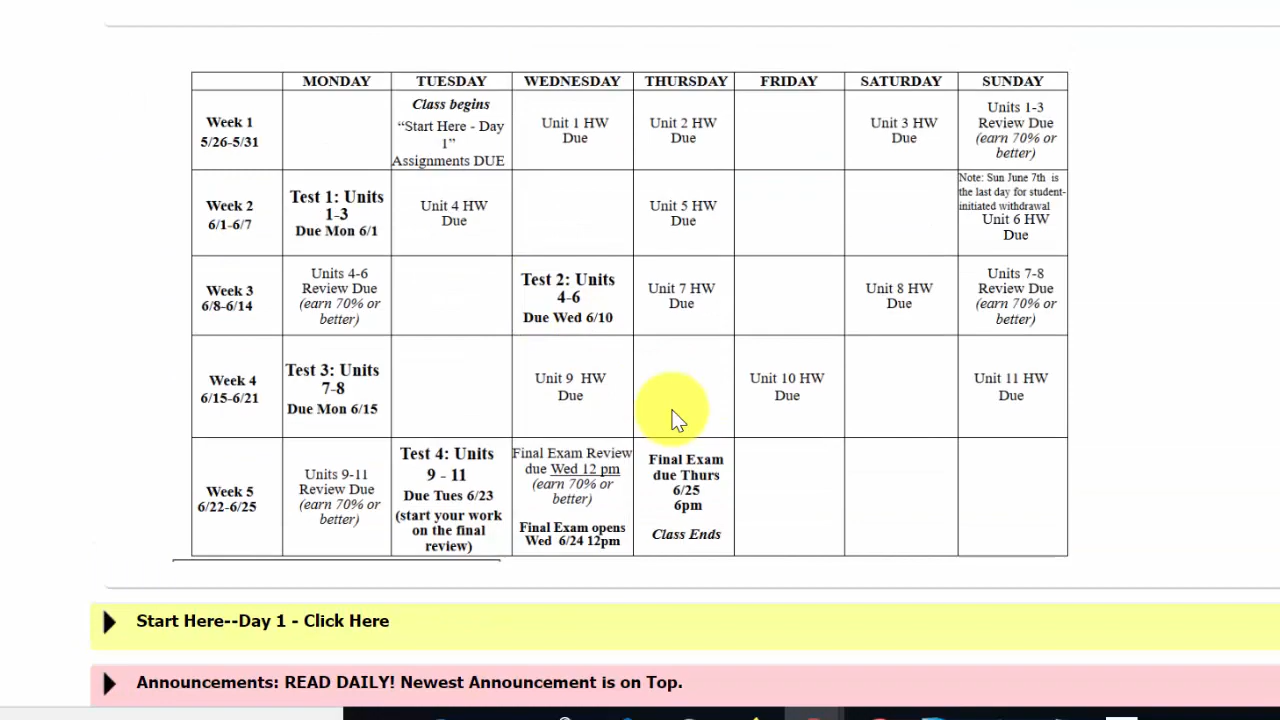 MONDAY TUESDAY WEDNESDAY THURSDAY FRIDAY SATURDAY SUNDAY
Week 1
5/26-5/31
Class begins
“Start Here - Day
1”
Assignments DUE
Unit 1 HW
Due
Unit 2 HW
Due
Unit 3 HW
Due
Units 1-3
Review Due
(earn 70% or
better)
Week 2
6/1-6/7
Test 1: Units
1-3
Due Mon 6/1
Unit 4 HW
Due
Unit 5 HW
Due
Note: Sun June 7th is
the last day for student-
initiated withdrawal
Unit 6 HW
Due
Week 3
6/8-6/14
Units 4-6
Review Due
(earn 70% or
better)
Test 2: Units
4-6
Due Wed 6/10
Unit 7 HW
Due
Unit 8 HW
Due
Units 7-8
Review Due
(earn 70% or
better)
Week 4
6/15-6/21
Test 3: Units
7-8
Due Mon 6/15
Unit 9 HW
Due
Unit 10 HW
Due
Unit 11 HW
Due
Week 5
6/22-6/25
Units 9-11
Review Due
(earn 70% or
better)
Test 4: Units
9 - 11
Due Tues 6/23
(start your work
on the final
review)
Final Exam Review
due Wed 12 pm
(earn 70% or
better)
Final Exam opens
Wed 6/24 12pm
Final Exam
due Thurs
6/25
6pm
Class Ends
Start Here--Day 1 - Click Here
Announcements: READ DAILY! Newest Announcement is on Top.